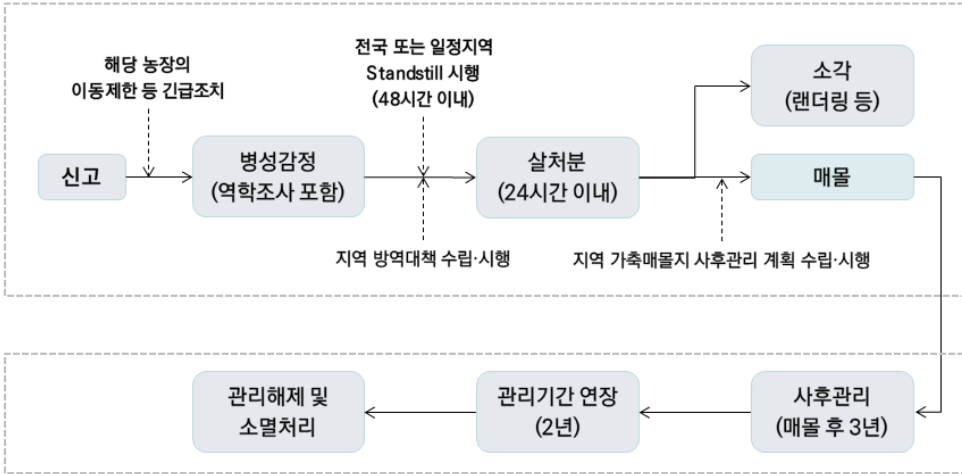 해당 농장의
이동제한 등 긴급조치
전국 또는 일정지역
Standstill 시행
(48시간 이내)
소각
(랜더링 등)
신고
병성감정
(역학조사 포함)
살처분
(24시간 이내)
매몰
지역 방역대책 수립·시행
지역 가축매몰지 사후관리 계획 수립·시행
관리해제 및
소멸처리
관리기간 연장
(2년)
사후관리
(매몰 후 3년)